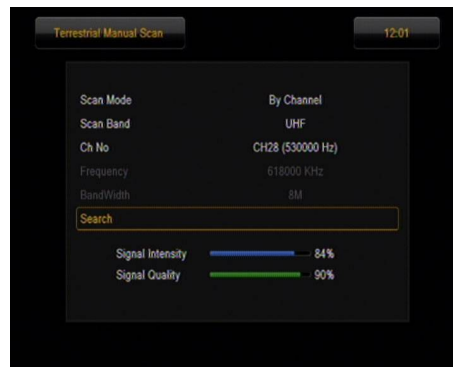 Terrestrial Manual Scan 12:01
Scan Mode By Channel
Scan Band UHF
Ch No CH28 (530000 Hz)
Frequency 618000 KHz
BandWidth 8M
Search
Signal Intensity 84%
Signal Quality 90%